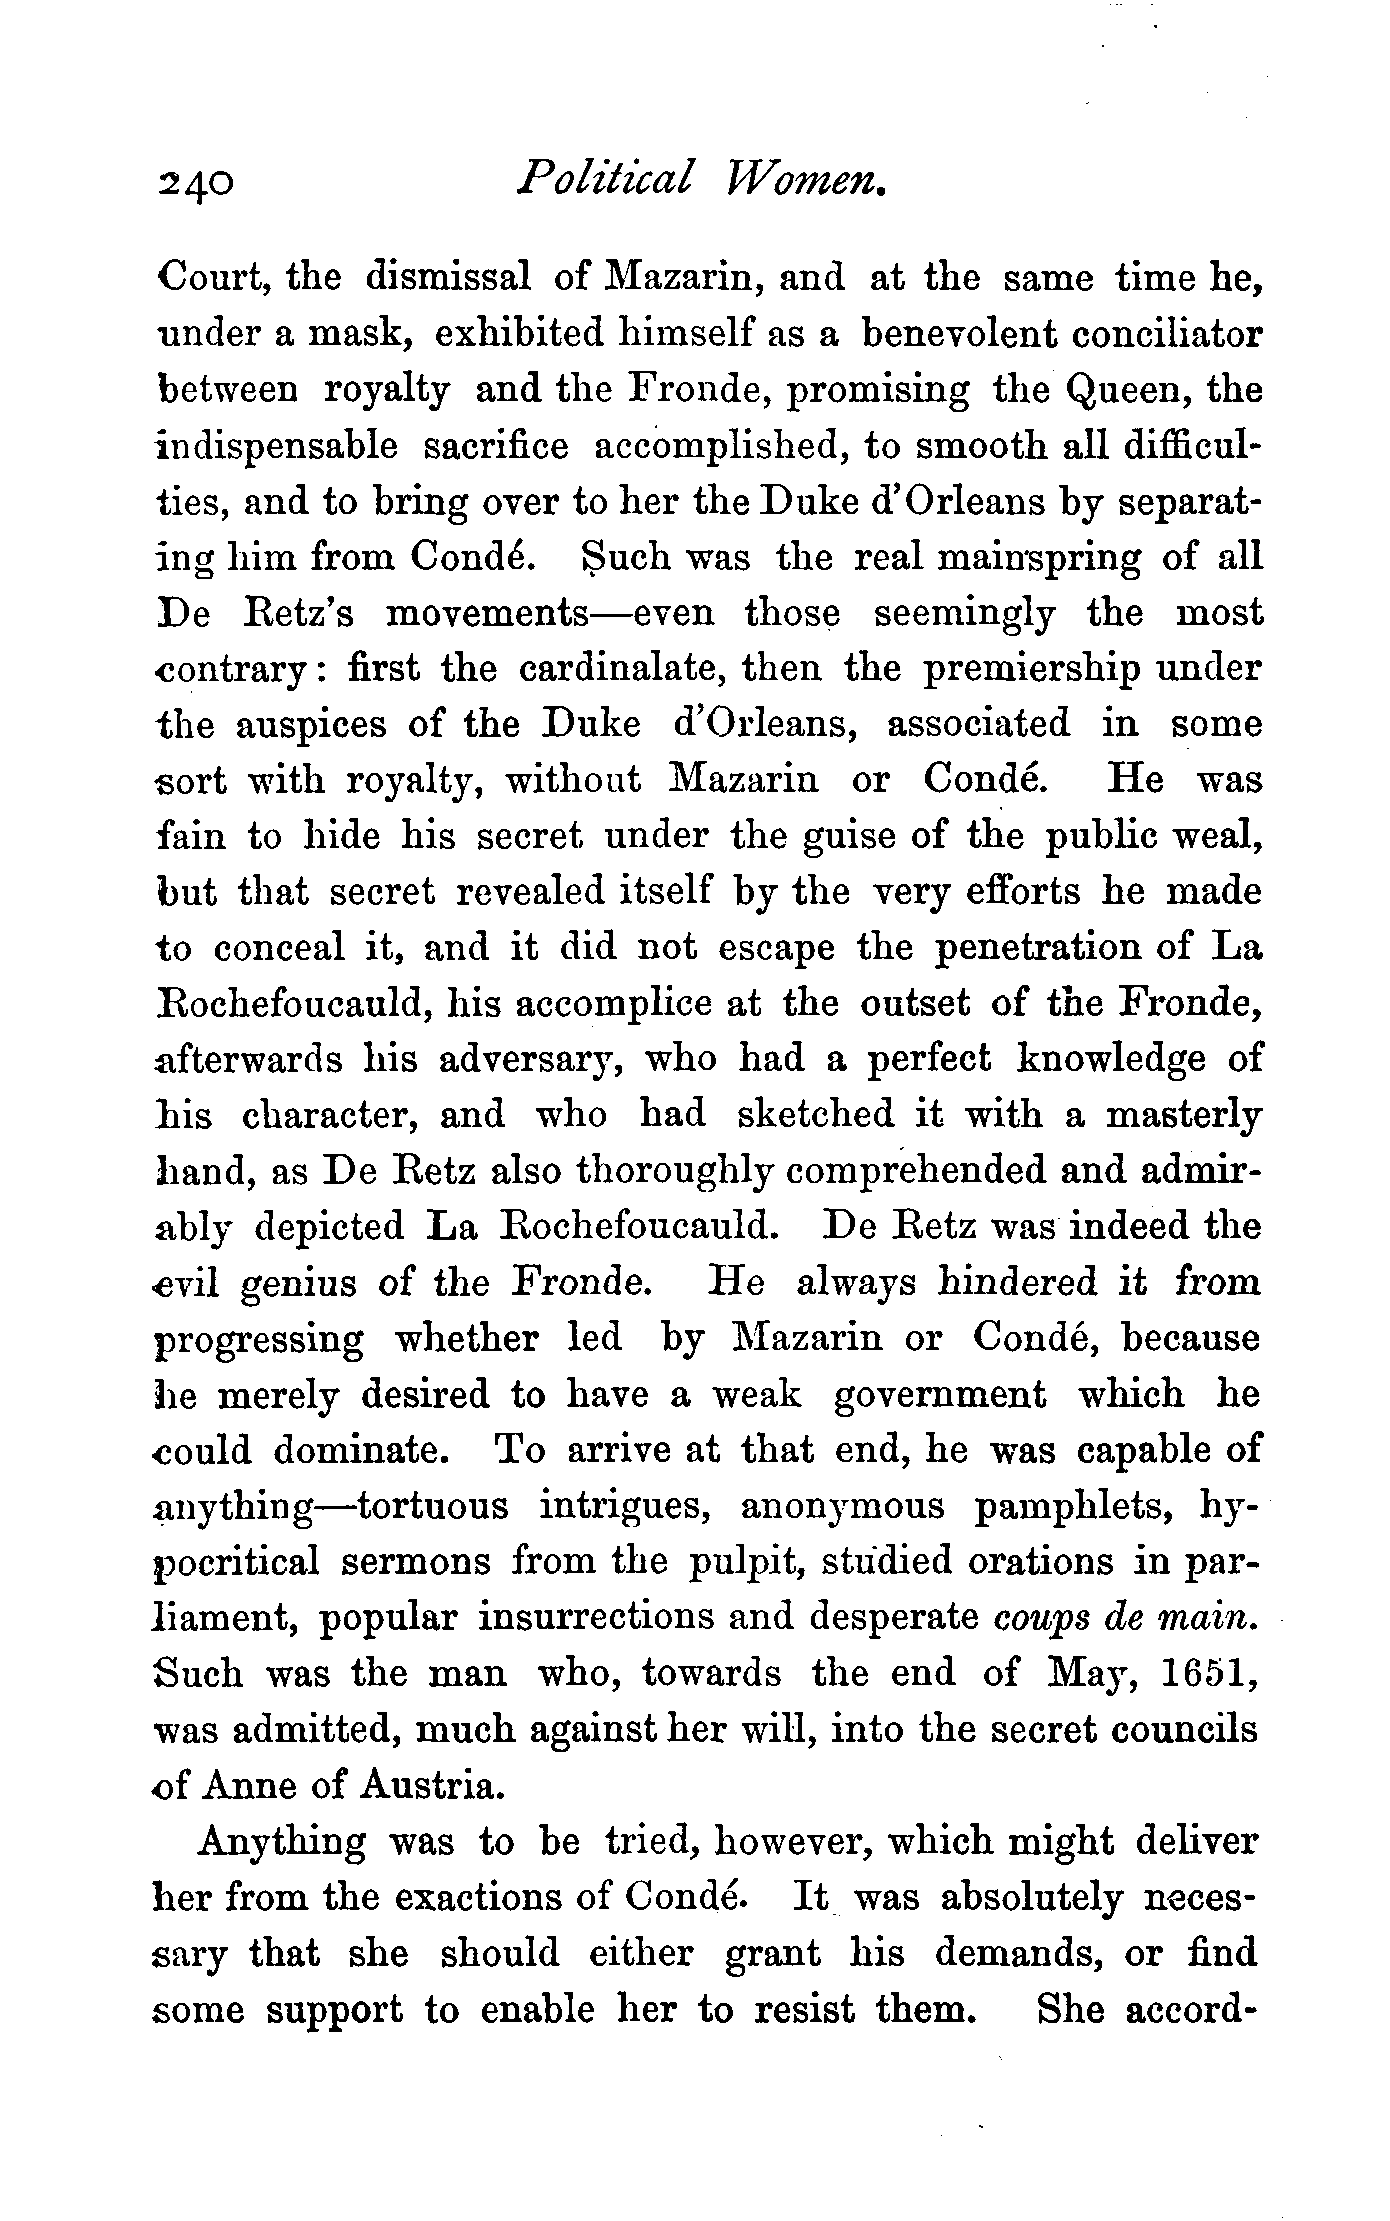 240 Political Women.
Court, the dismissal of Mazarin, and at the same time he,
under a mask, exhibited himself as a benevolent conciliator
between royalty and the Fronde, promising the Queen, the
indispensable sacrifice accomplished, to smooth all difficul-
ties, and to bring over to her the Duke d'Orleans by separat-
ing him from Condé. Such was the real mainspring of all
De Retz's movements—even those seemingly the most
contrary: first the cardinalate, then the premiership under
the auspices of the Duke d'Orleans, associated in some
sort with royalty, without Mazarin or Condé. He was
fain to hide his secret under the guise of the public weal,
but that secret revealed itself by the very efforts he made
to conceal it, and it did not escape the penetration of La
Rochefoucauld, his accomplice at the outset of the Fronde,
afterwards his adversary, who had a perfect knowledge of
his character, and who had sketched it with a masterly
hand, as De Retz also thoroughly comprehended and admir-
ably depicted La Rochefoucauld. De Retz was indeed the
evil genius of the Fronde. He always hindered it from
progressing whether led by Mazarin or Condé, because
he merely desired to have a weak government which he
could dominate. To arrive at that end, he was capable of
anything—tortuous intrigues, anonymous pamphlets, hy-
pocritical sermons from the pulpit, studied orations in par-
liament, popular insurrections and desperate coups de main.
Such was the man who, towards the end of May, 1651,
was admitted, much against her will, into the secret councils
of Anne of Austria.
Anything was to be tried, however, which might deliver
her from the exactions of Condé. It was absolutely neces-
sary that she should either grant his demands, or find
some support to enable her to resist them. She accord-